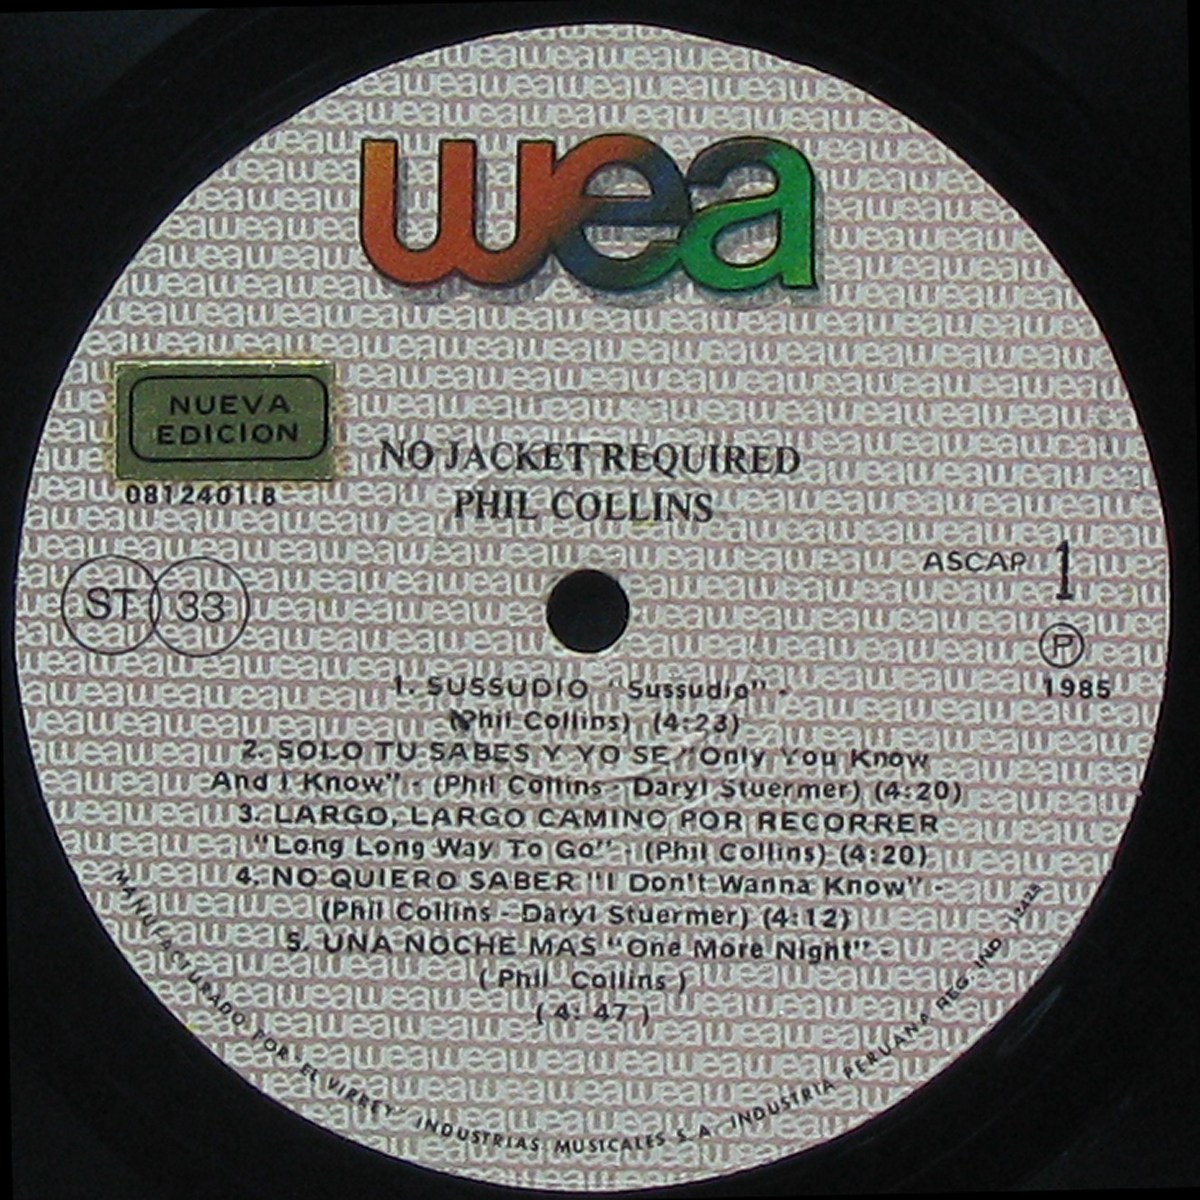 wea
NUEVA
EDICION
0812401.B
NO JACKET REQUIRED
PHIL COLLINS
ASCAP 1
ST 33
P
1985
1. SUSSUDIO "Sussudio" -
(Phil Collins) (4:23)
2. SOLO TU SABES Y YO SE "Only You Know
And I Know" - (Phil Collins - Daryl Stuermer) (4:20)
3. LARGO, LARGO CAMINO POR RECORRER
"Long Long Way To Go" - (Phil Collins) (4:20)
4. NO QUIERO SABER "I Don't Wanna Know" -
(Phil Collins - Daryl Stuermer) (4:12)
5. UNA NOCHE MAS "One More Night" -
( Phil Collins )
( 4: 47 )
MANUFACTURADO POR "EL VIRREY" INDUSTRIAS MUSICALES S.A. INDUSTRIA PERUANA REG. IND.